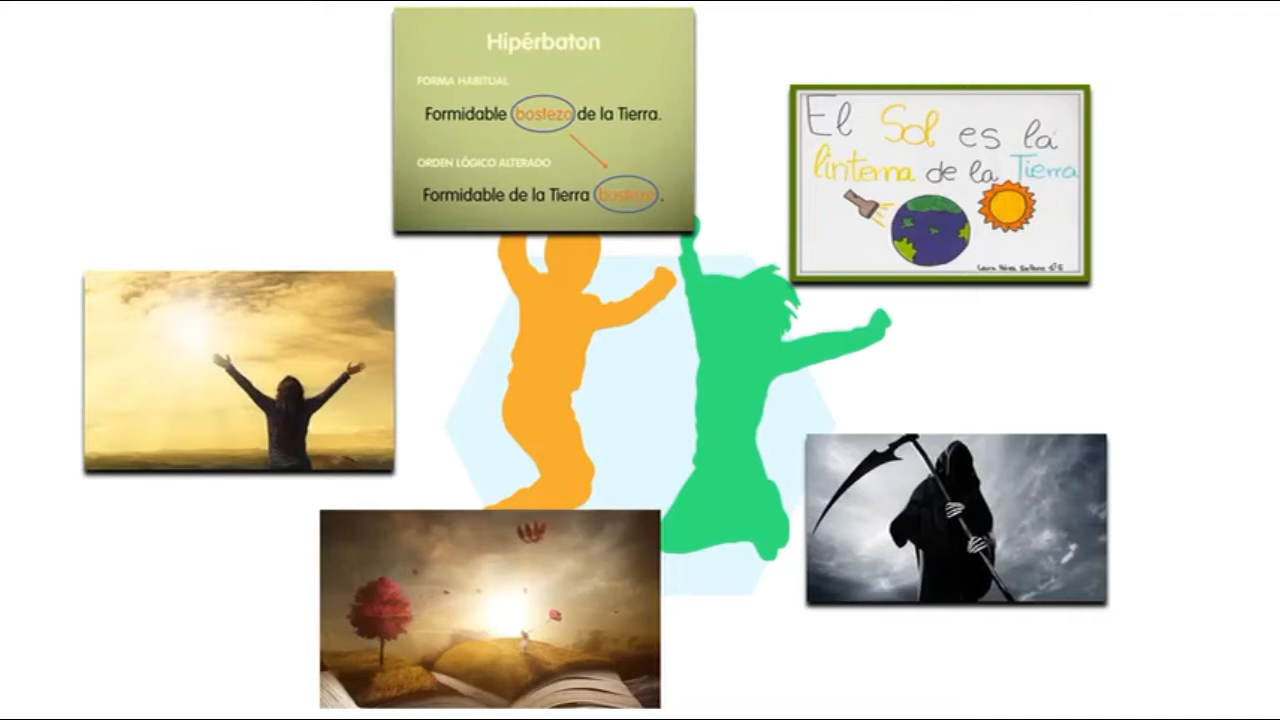 Hipérbaton
FORMA HABITUAL
Formidable bostezo de la Tierra.
ORDEN LÓGICO ALTERADO
Formidable de la Tierra bostezo.
El Sol es la
linterna de la Tierra